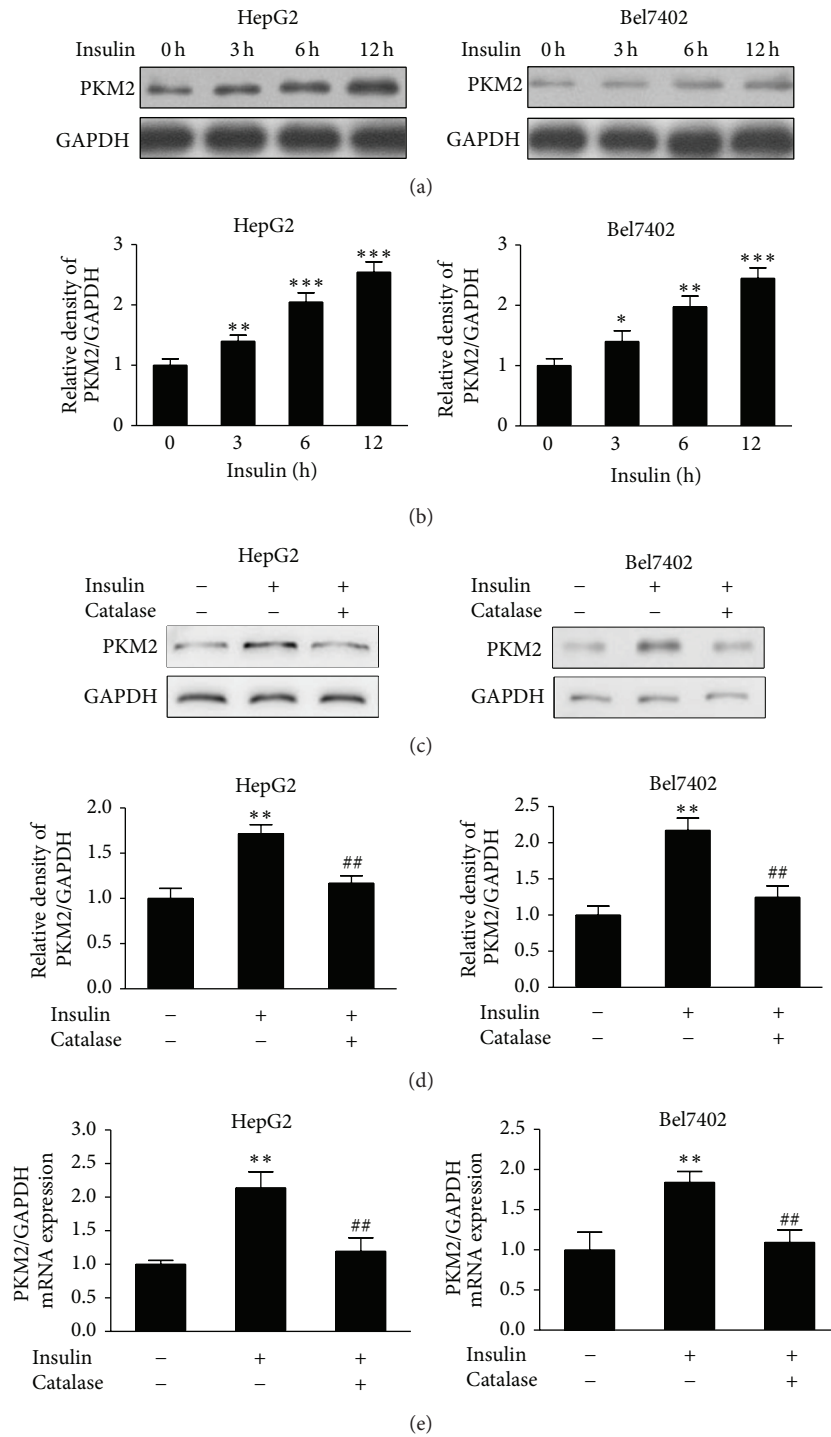 HepG2 Bel7402
Insulin 0 h 3 h 6 h 12 h Insulin 0 h 3 h 6 h 12 h
PKM2 PKM2
GAPDH GAPDH
(a)
HepG2 Bel7402
Relative density of
PKM2/GAPDH
3
2
1
0
** *** ***
0 3 6 12
Insulin (h)
Relative density of
PKM2/GAPDH
3
2
1
0
* ** ***
0 3 6 12
Insulin (h)
(b)
HepG2 Bel7402
Insulin − + + Insulin − + +
Catalase − − + Catalase − − +
PKM2 PKM2
GAPDH GAPDH
(c)
HepG2
Relative density of
PKM2/GAPDH
2.0
1.5
1.0
0.5
0.0
** ##
Insulin − + +
Catalase − − +
Bel7402
Relative density of
PKM2/GAPDH
2.5
2.0
1.5
1.0
0.5
0.0
** ##
Insulin − + +
Catalase − − +
(d)
HepG2
PKM2/GAPDH
mRNA expression
3.0
2.5
2.0
1.5
1.0
0.5
0.0
** ##
Insulin − + +
Catalase − − +
Bel7402
PKM2/GAPDH
mRNA expression
2.5
2.0
1.5
1.0
0.5
0.0
** ##
Insulin − + +
Catalase − − +
(e)